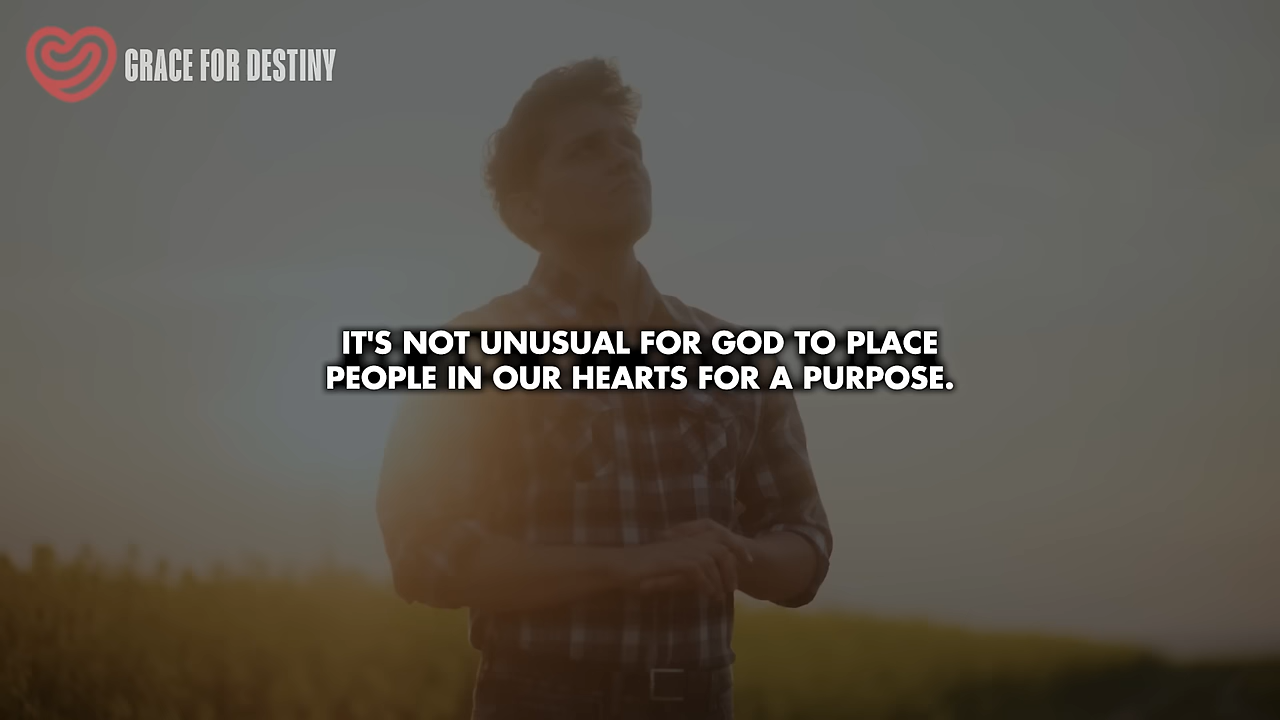 GRACE FOR DESTINY
IT'S NOT UNUSUAL FOR GOD TO PLACE
PEOPLE IN OUR HEARTS FOR A PURPOSE.